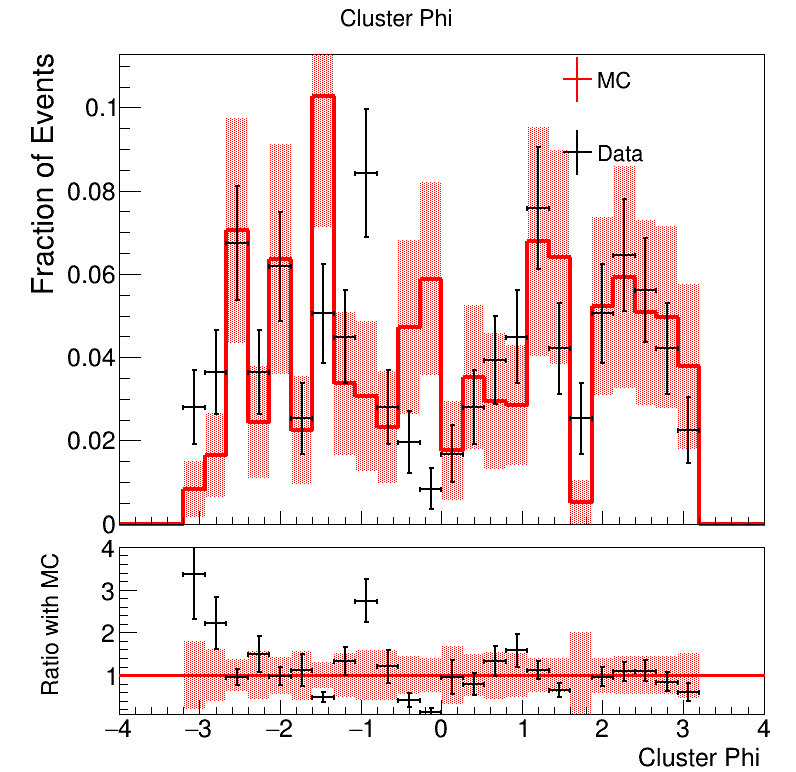 Cluster Phi
Fraction of Events
0.1
0.08
0.06
0.04
0.02
0
MC
Data
Ratio with MC
4
3
2
1
−4 −3 −2 −1 0 1 2 3 4
Cluster Phi